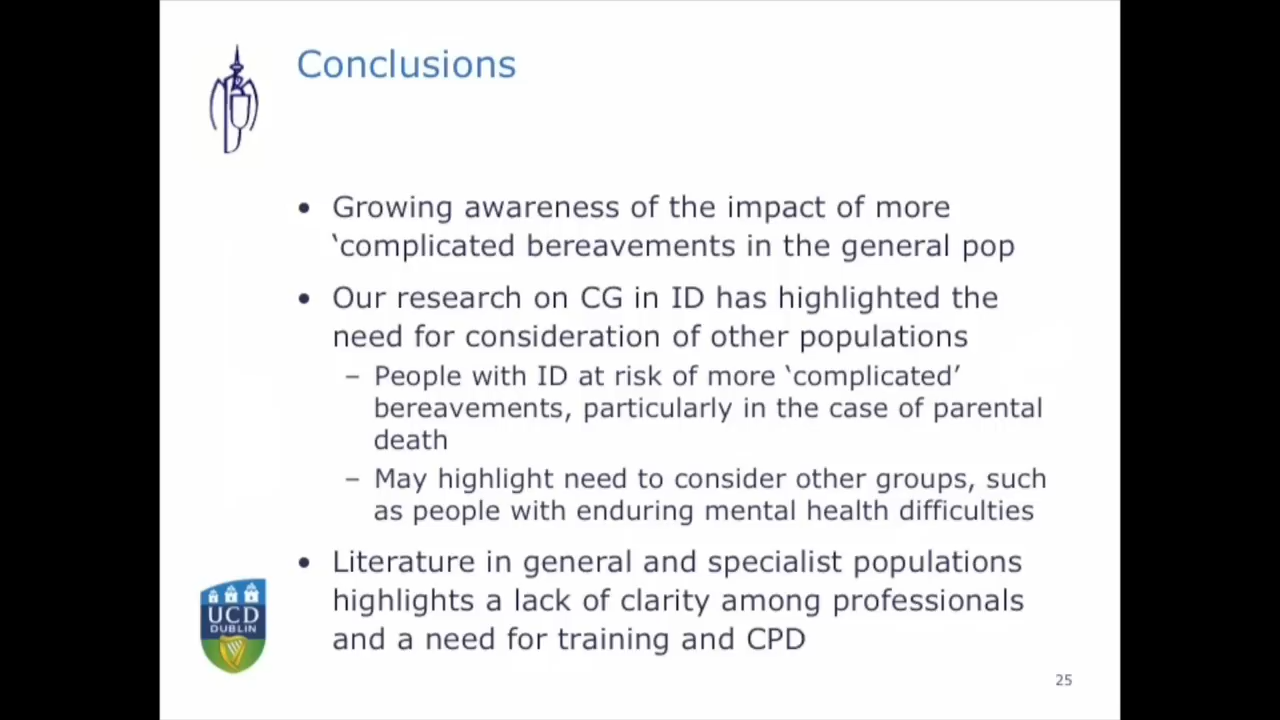 Conclusions
• Growing awareness of the impact of more
‘complicated bereavements in the general pop
• Our research on CG in ID has highlighted the
need for consideration of other populations
– People with ID at risk of more ‘complicated’
bereavements, particularly in the case of parental
death
– May highlight need to consider other groups, such
as people with enduring mental health difficulties
• Literature in general and specialist populations
highlights a lack of clarity among professionals
and a need for training and CPD
UCD
DUBLIN
25